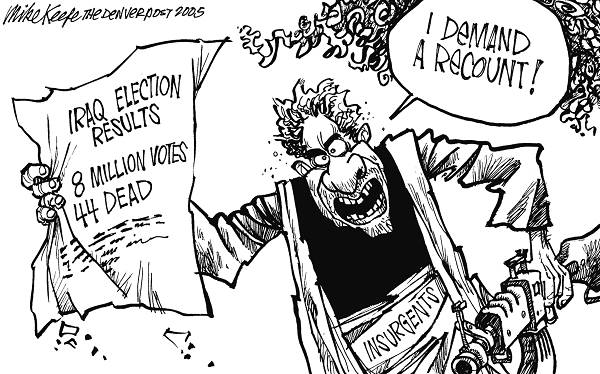 Mike Keefe THE DENVER POST 2005
IRAQ ELECTION
RESULTS
8 MILLION VOTES
44 DEAD
I DEMAND
A RECOUNT!
INSURGENTS